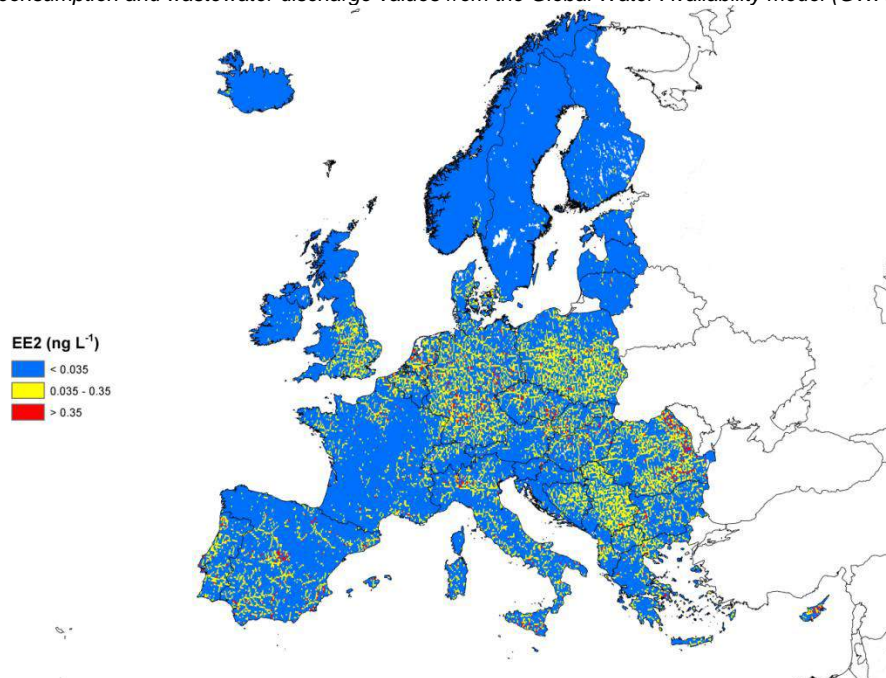 consumption and wastewater discharge values from the Global Water Availability Model (GWA
EE2 (ng L⁻¹)
< 0.035
0.035 - 0.35
> 0.35